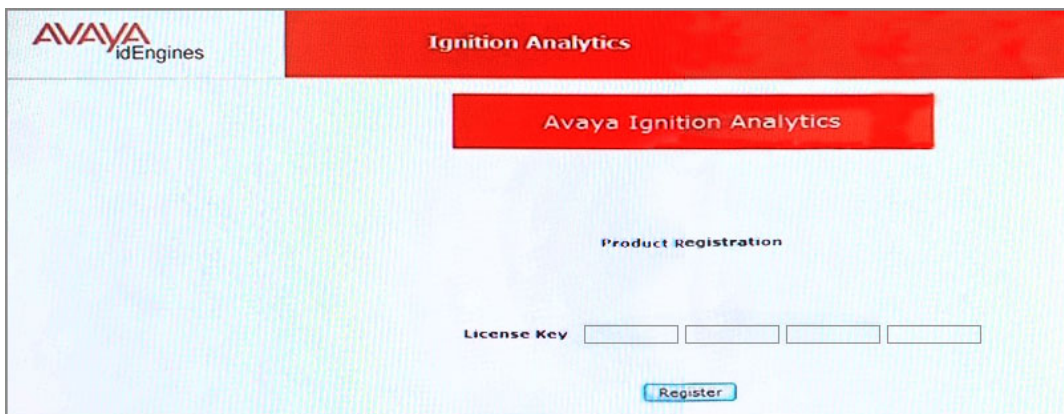 AVAYA
idEngines
Ignition Analytics
Avaya Ignition Analytics
Product Registration
License Key
Register